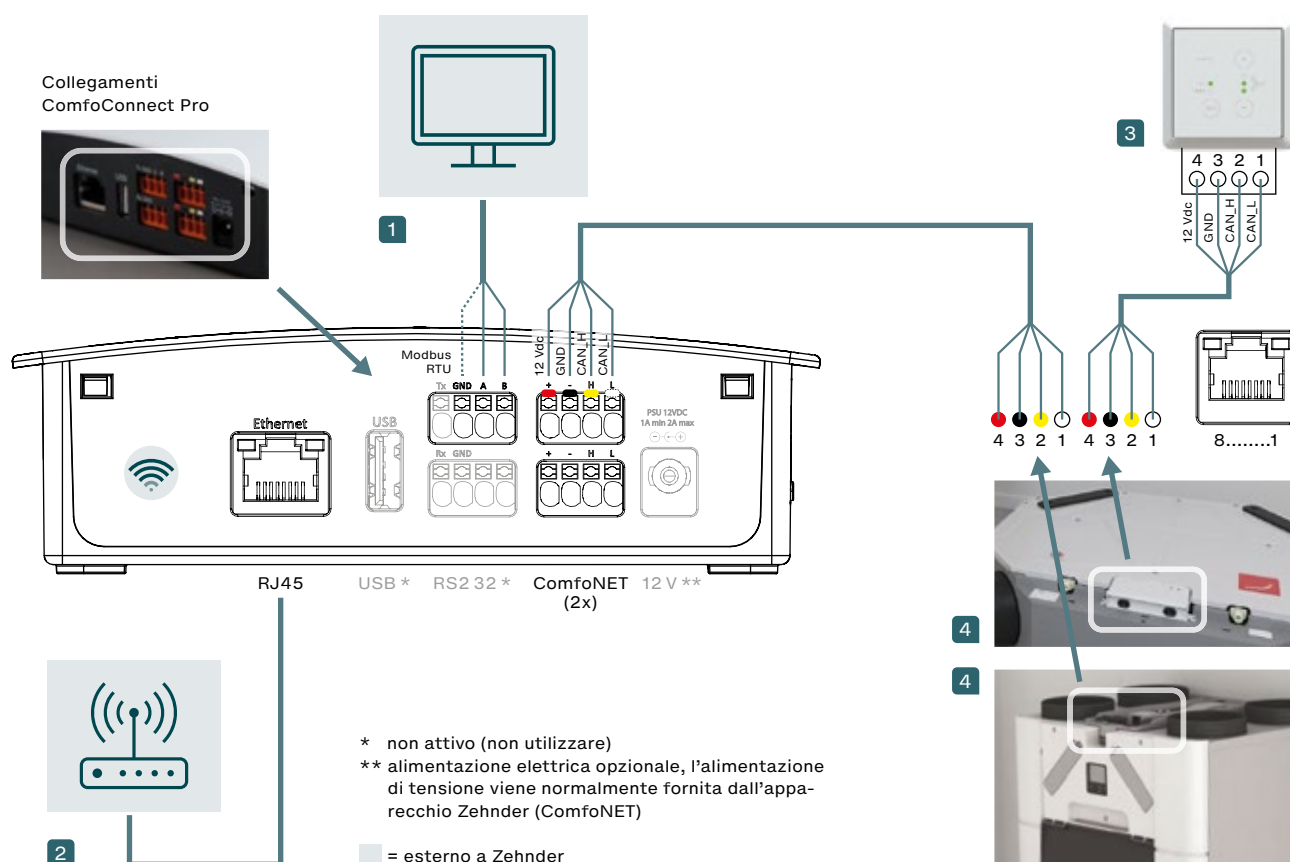 Collegamenti
ComfoConnect Pro
1
3
4 3 2 1
12 Vdc
GND
CAN_H
CAN_L
Modbus
RTU
Tx GND A B
12 Vdc
GND
CAN_H
CAN_L
+ - H L
Ethernet
USB
PSU 12VDC
1A min 2A max
Rx GND
+ - H L
4 3 2 1
4 3 2 1
8........1
RJ45
USB *
RS2 32 *
ComfoNET
(2x)
12 V **
4
4
2
* non attivo (non utilizzare)
** alimentazione elettrica opzionale, l'alimentazione
di tensione viene normalmente fornita dall'appa-
recchio Zehnder (ComfoNET)
= esterno a Zehnder